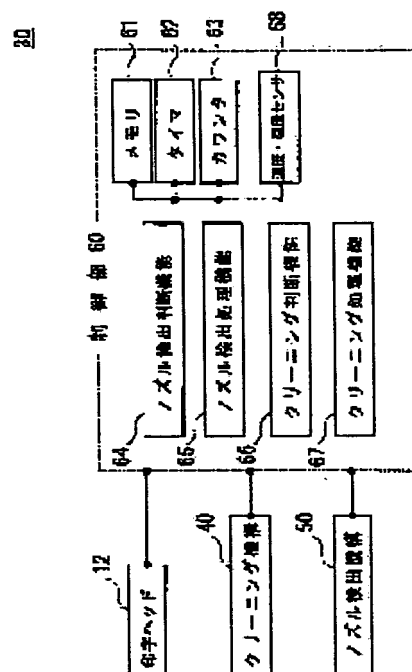 20
制御部 60
メモリ
61
タイマ
62
カウンタ
63
温度・湿度センサ
68
ノズル検出判断機能
64
ノズル検出処理機能
65
クリーニング判断機能
66
クリーニング処理機能
67
印字ヘッド
12
クリーニング機構
40
ノズル検出機構
50